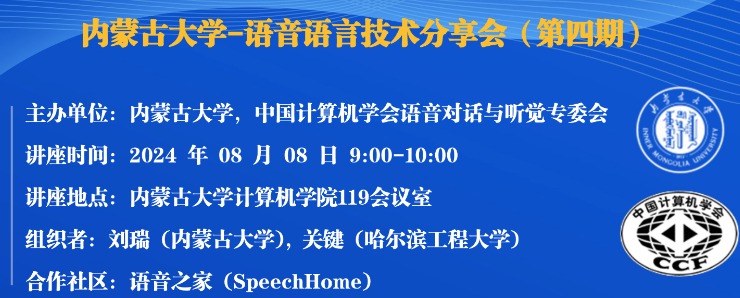 内蒙古大学-语音语言技术分享会（第四期）
主办单位：内蒙古大学，中国计算机学会语音对话与听觉专委会
讲座时间：2024 年 08 月 08 日 9:00-10:00
讲座地点：内蒙古大学计算机学院119会议室
组织者：刘瑞（内蒙古大学），关键（哈尔滨工程大学）
合作社区：语音之家（SpeechHome）
内蒙古大学
INNER MONGOLIA UNIVERSITY
中国计算机学会
CCF